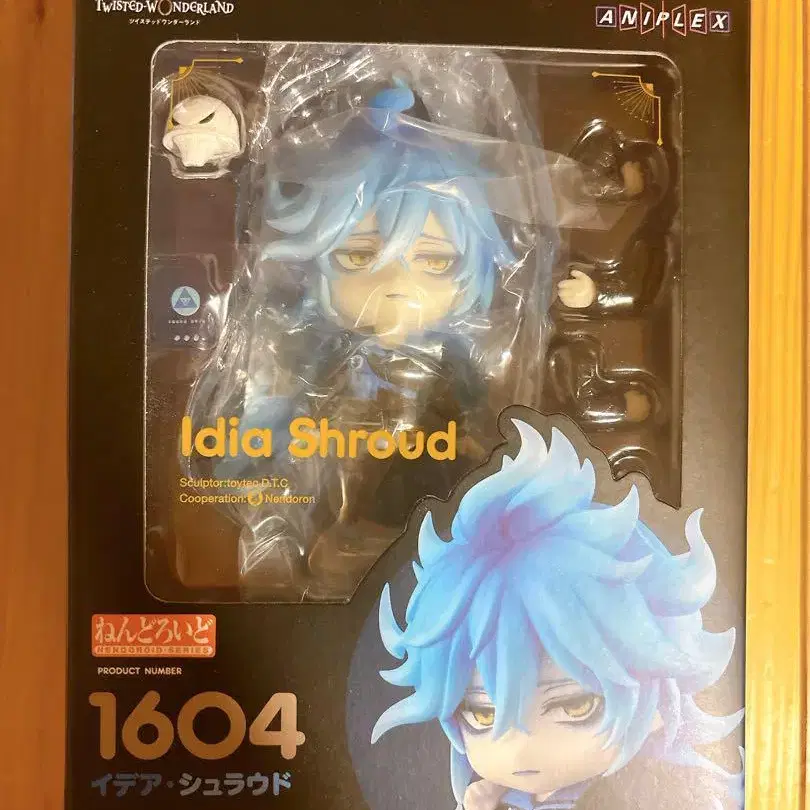 TWISTED-WONDERLAND
ツイステッドワンダーランド
ANIPLEX
Idia Shroud
Sculptor:toytec D.T.C
Cooperation: Nendoron
ねんどろいど
NENDOROID SERIES
PRODUCT NUMBER
1604
イデア・シュラウド